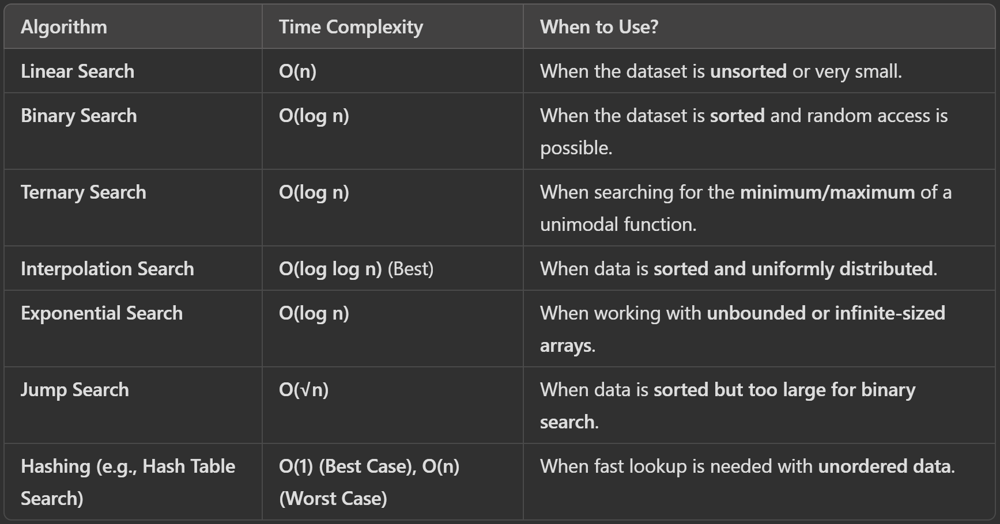 Algorithm
Time Complexity
When to Use?
Linear Search
O(n)
When the dataset is unsorted or very small.
Binary Search
O(log n)
When the dataset is sorted and random access is
possible.
Ternary Search
O(log n)
When searching for the minimum/maximum of a
unimodal function.
Interpolation Search
O(log log n) (Best)
When data is sorted and uniformly distributed.
Exponential Search
O(log n)
When working with unbounded or infinite-sized
arrays.
Jump Search
O(√n)
When data is sorted but too large for binary
search.
Hashing (e.g., Hash Table
Search)
O(1) (Best Case), O(n)
(Worst Case)
When fast lookup is needed with unordered data.